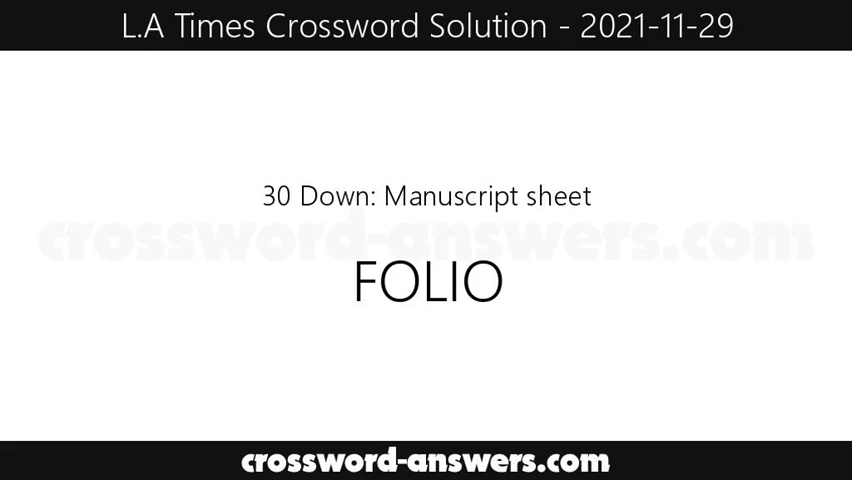 L.A Times Crossword Solution - 2021-11-29
30 Down: Manuscript sheet
crossword-answers.com
FOLIO
crossword-answers.com